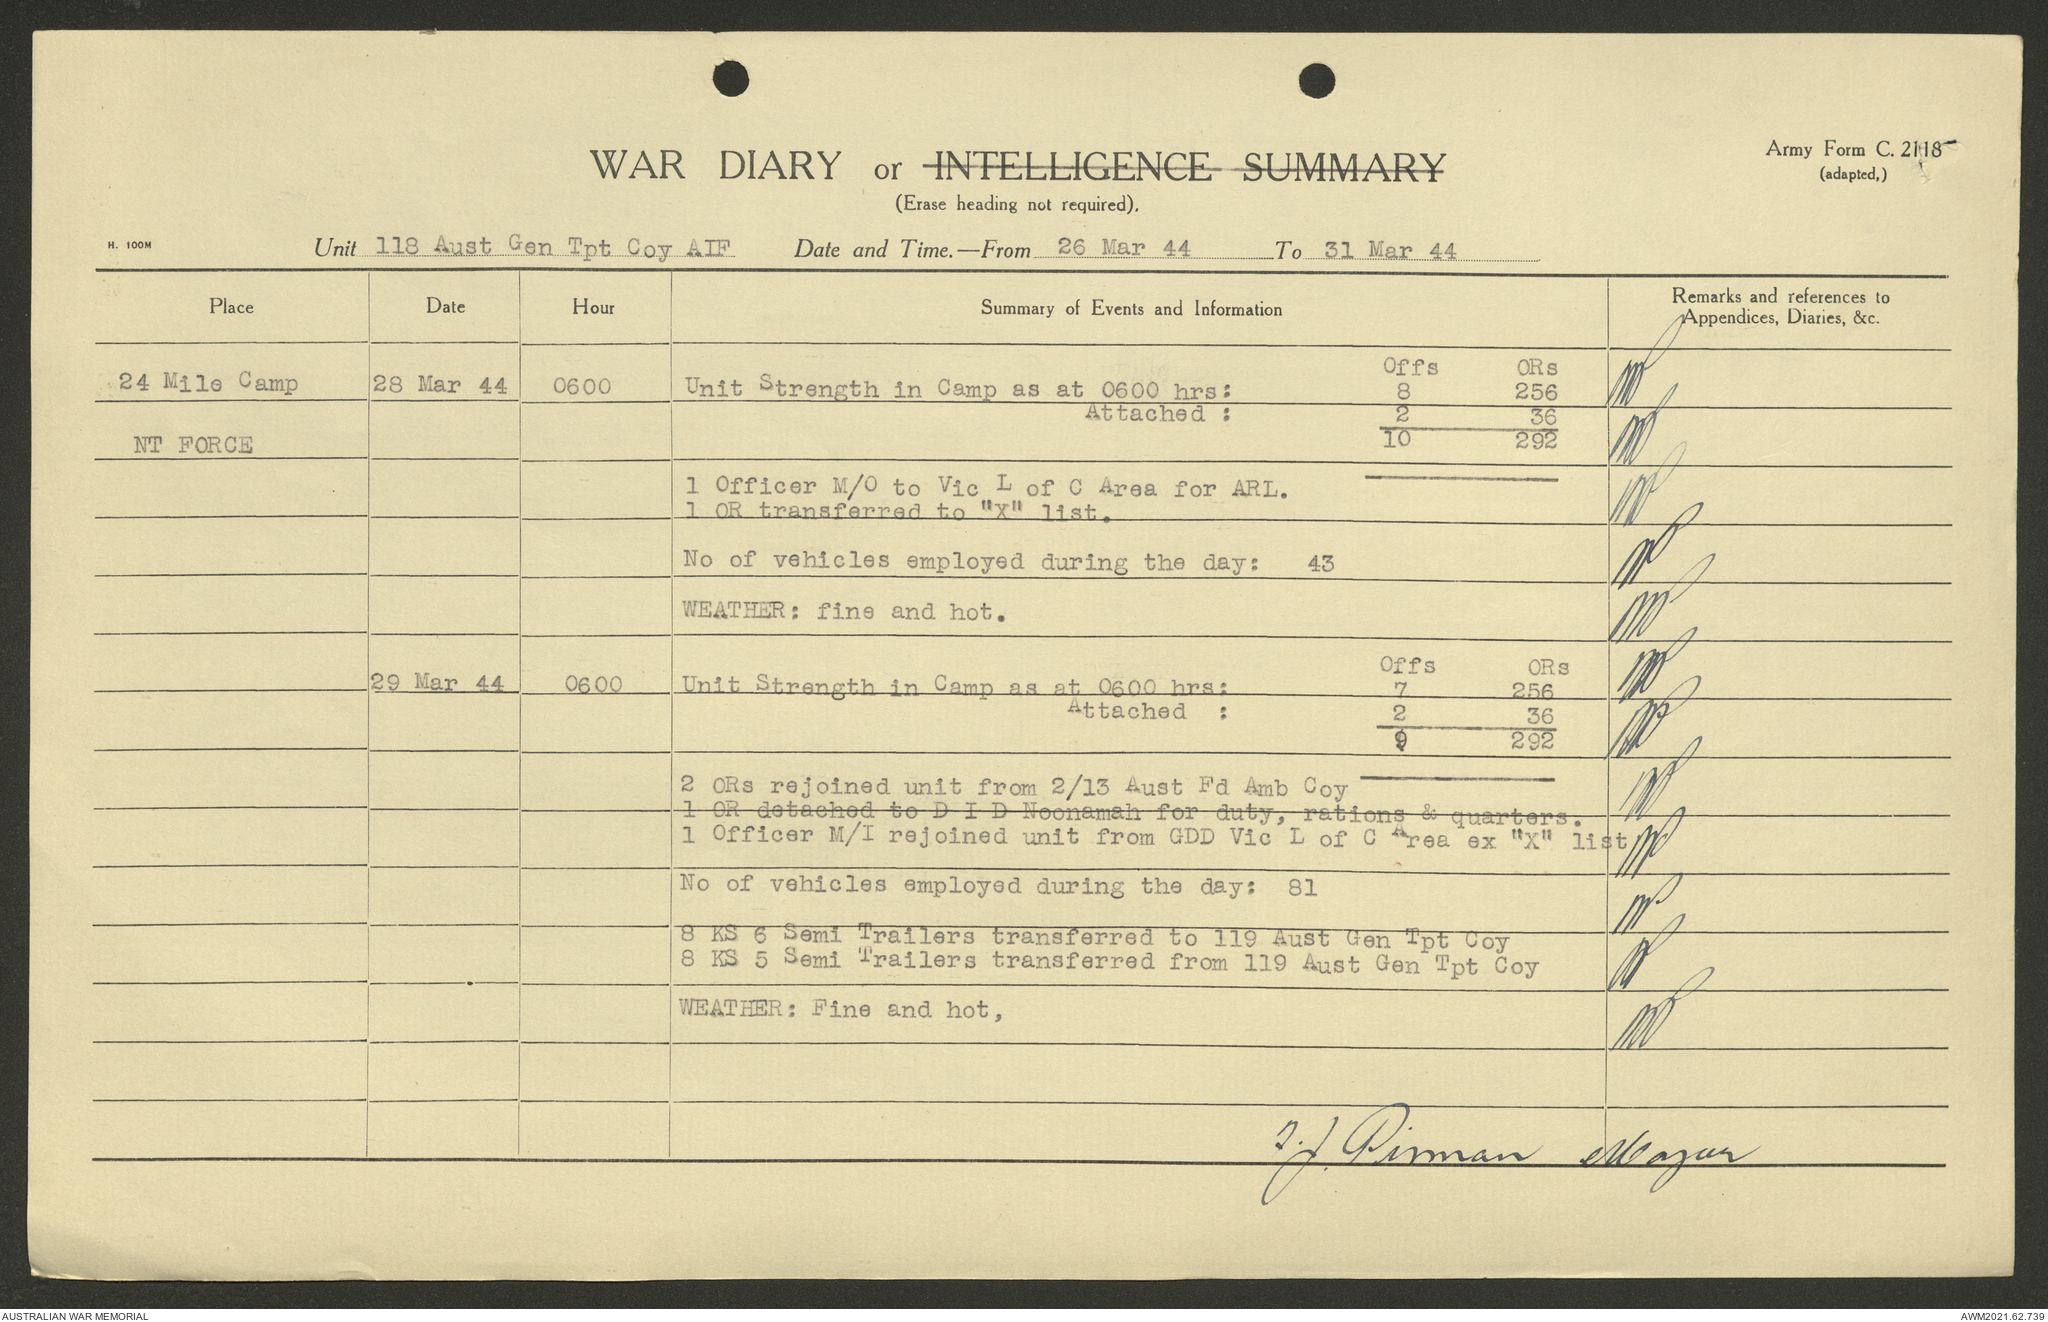 WAR DIARY or INTELLIGENCE SUMMARY
Army Form C. 2118
(adapted,)
(Erase heading not required).
H. 100M
Unit 118 Aust Gen Tpt Coy AIF Date and Time.—From 26 Mar 44 To 31 Mar 44
Place Date Hour Summary of Events and Information Remarks and references to
Appendices, Diaries, &c.
Offs ORs
24 Mile Camp 28 Mar 44 0600 Unit Strength in Camp as at 0600 hrs: 8 256
Attached : 2 36
NT FORCE 10 292
1 Officer M/O to Vic L of C Area for ARL.
1 OR transferred to "X" list.
No of vehicles employed during the day: 43
WEATHER: fine and hot.
Offs ORs
29 Mar 44 0600 Unit Strength in Camp as at 0600 hrs: 7 256
Attached : 2 36
9 292
2 ORs rejoined unit from 2/13 Aust Fd Amb Coy
1 OR detached to D I D Noonamah for duty, rations & quarters.
1 Officer M/I rejoined unit from GDD Vic L of C Area ex "X" list
No of vehicles employed during the day: 81
8 KS 6 Semi Trailers transferred to 119 Aust Gen Tpt Coy
8 KS 5 Semi Trailers transferred from 119 Aust Gen Tpt Coy
WEATHER: Fine and hot,
Major
AUSTRALIAN WAR MEMORIAL
AWM2021.62.739